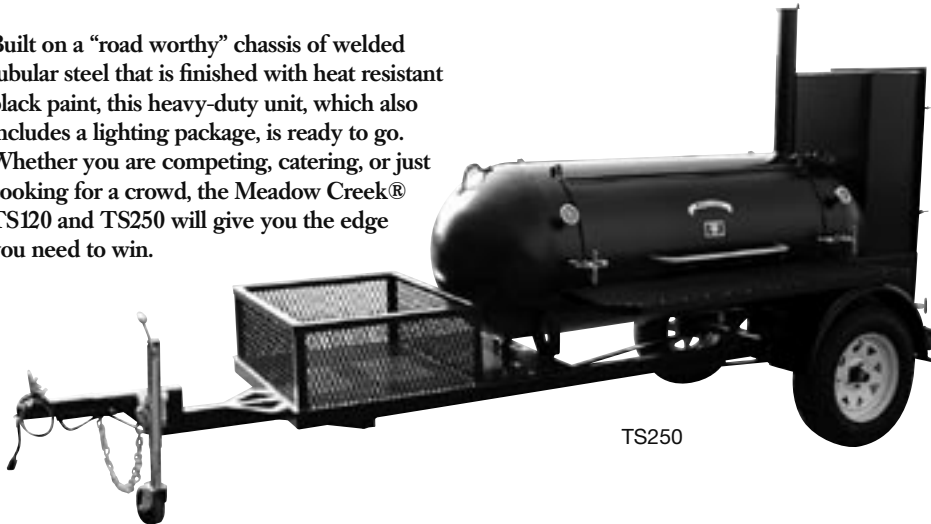 Built on a “road worthy” chassis of welded
tubular steel that is finished with heat resistant
black paint, this heavy-duty unit, which also
includes a lighting package, is ready to go.
Whether you are competing, catering, or just
cooking for a crowd, the Meadow Creek®
TS120 and TS250 will give you the edge
you need to win.
TS250